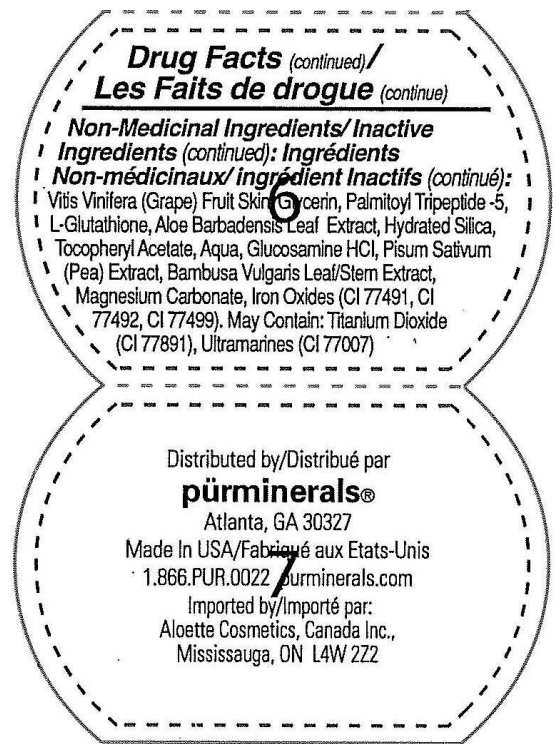 Drug Facts (continued)/
Les Faits de drogue (continue)
Non-Medicinal Ingredients/Inactive
Ingredients (continued): Ingrédients
Non-médicinaux/ ingrédient Inactifs (continué):
Vitis Vinifera (Grape) Fruit Skin, Glycerin, Palmitoyl Tripeptide -5,
L-Glutathione, Aloe Barbadensis Leaf Extract, Hydrated Silica,
Tocopheryl Acetate, Aqua, Glucosamine HCl, Pisum Sativum
(Pea) Extract, Bambusa Vulgaris Leaf/Stem Extract,
Magnesium Carbonate, Iron Oxides (CI 77491, CI
77492, CI 77499). May Contain: Titanium Dioxide
(CI 77891), Ultramarines (CI 77007)
6
Distributed by/Distribué par
pürminerals®
Atlanta, GA 30327
Made In USA/Fabriqué aux Etats-Unis
1.866.PUR.0022 purminerals.com
Imported by/Importé par:
Aloette Cosmetics, Canada Inc.,
Mississauga, ON L4W 2Z2
7